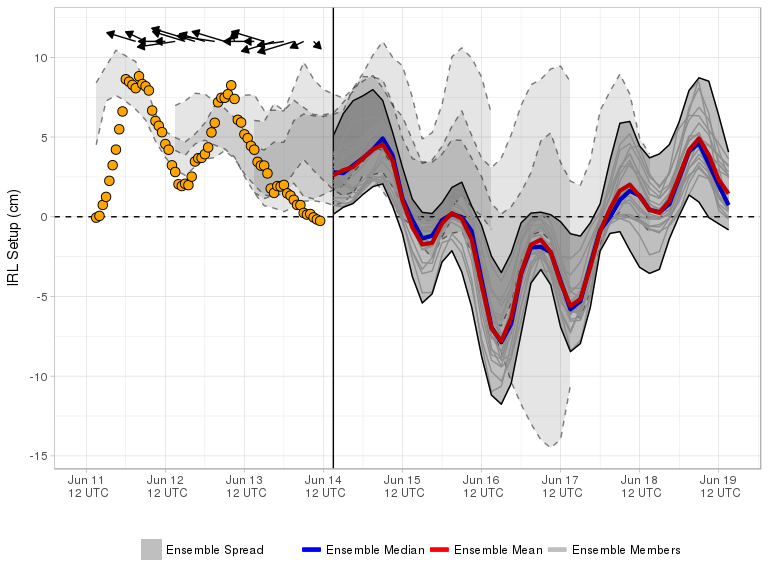 IRL Setup (cm)
10
5
0
-5
-10
-15
Jun 11 Jun 12 Jun 13 Jun 14 Jun 15 Jun 16 Jun 17 Jun 18 Jun 19
12 UTC 12 UTC 12 UTC 12 UTC 12 UTC 12 UTC 12 UTC 12 UTC 12 UTC
Ensemble Spread Ensemble Median Ensemble Mean Ensemble Members